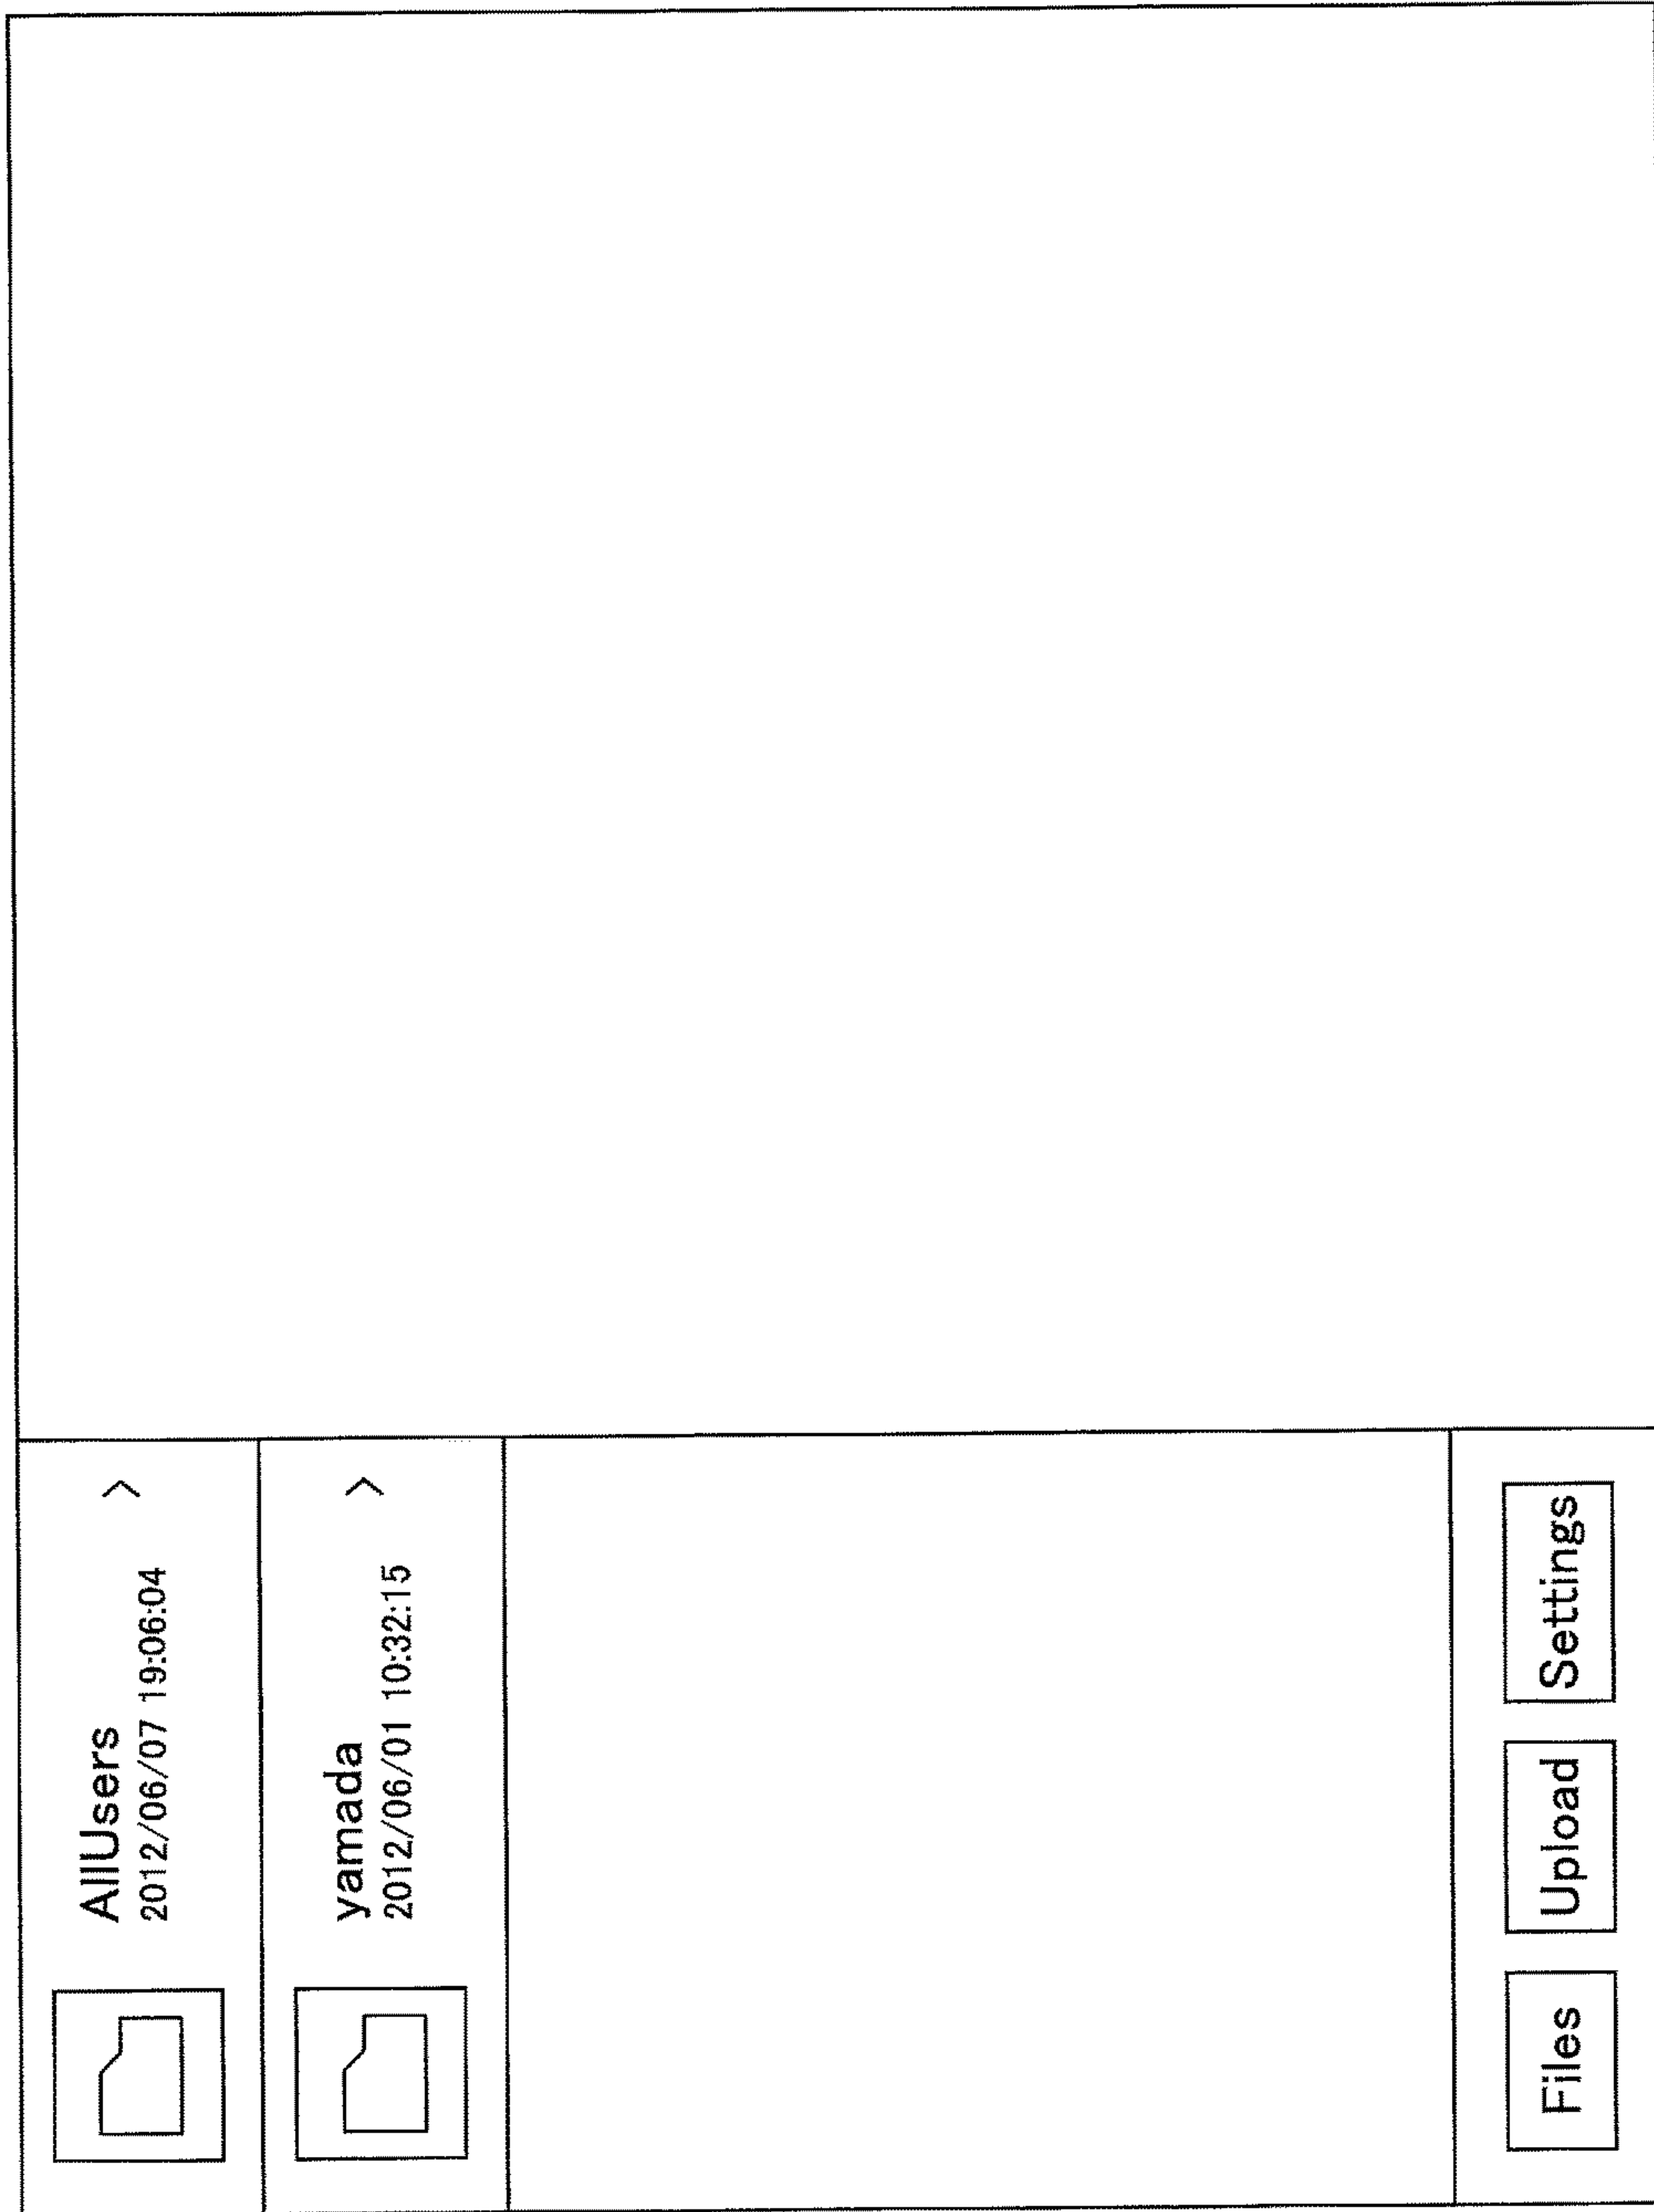 AllUsers
2012/06/07 19:06:04
>
yamada
2012/06/01 10:32:15
>
Files
Upload
Settings